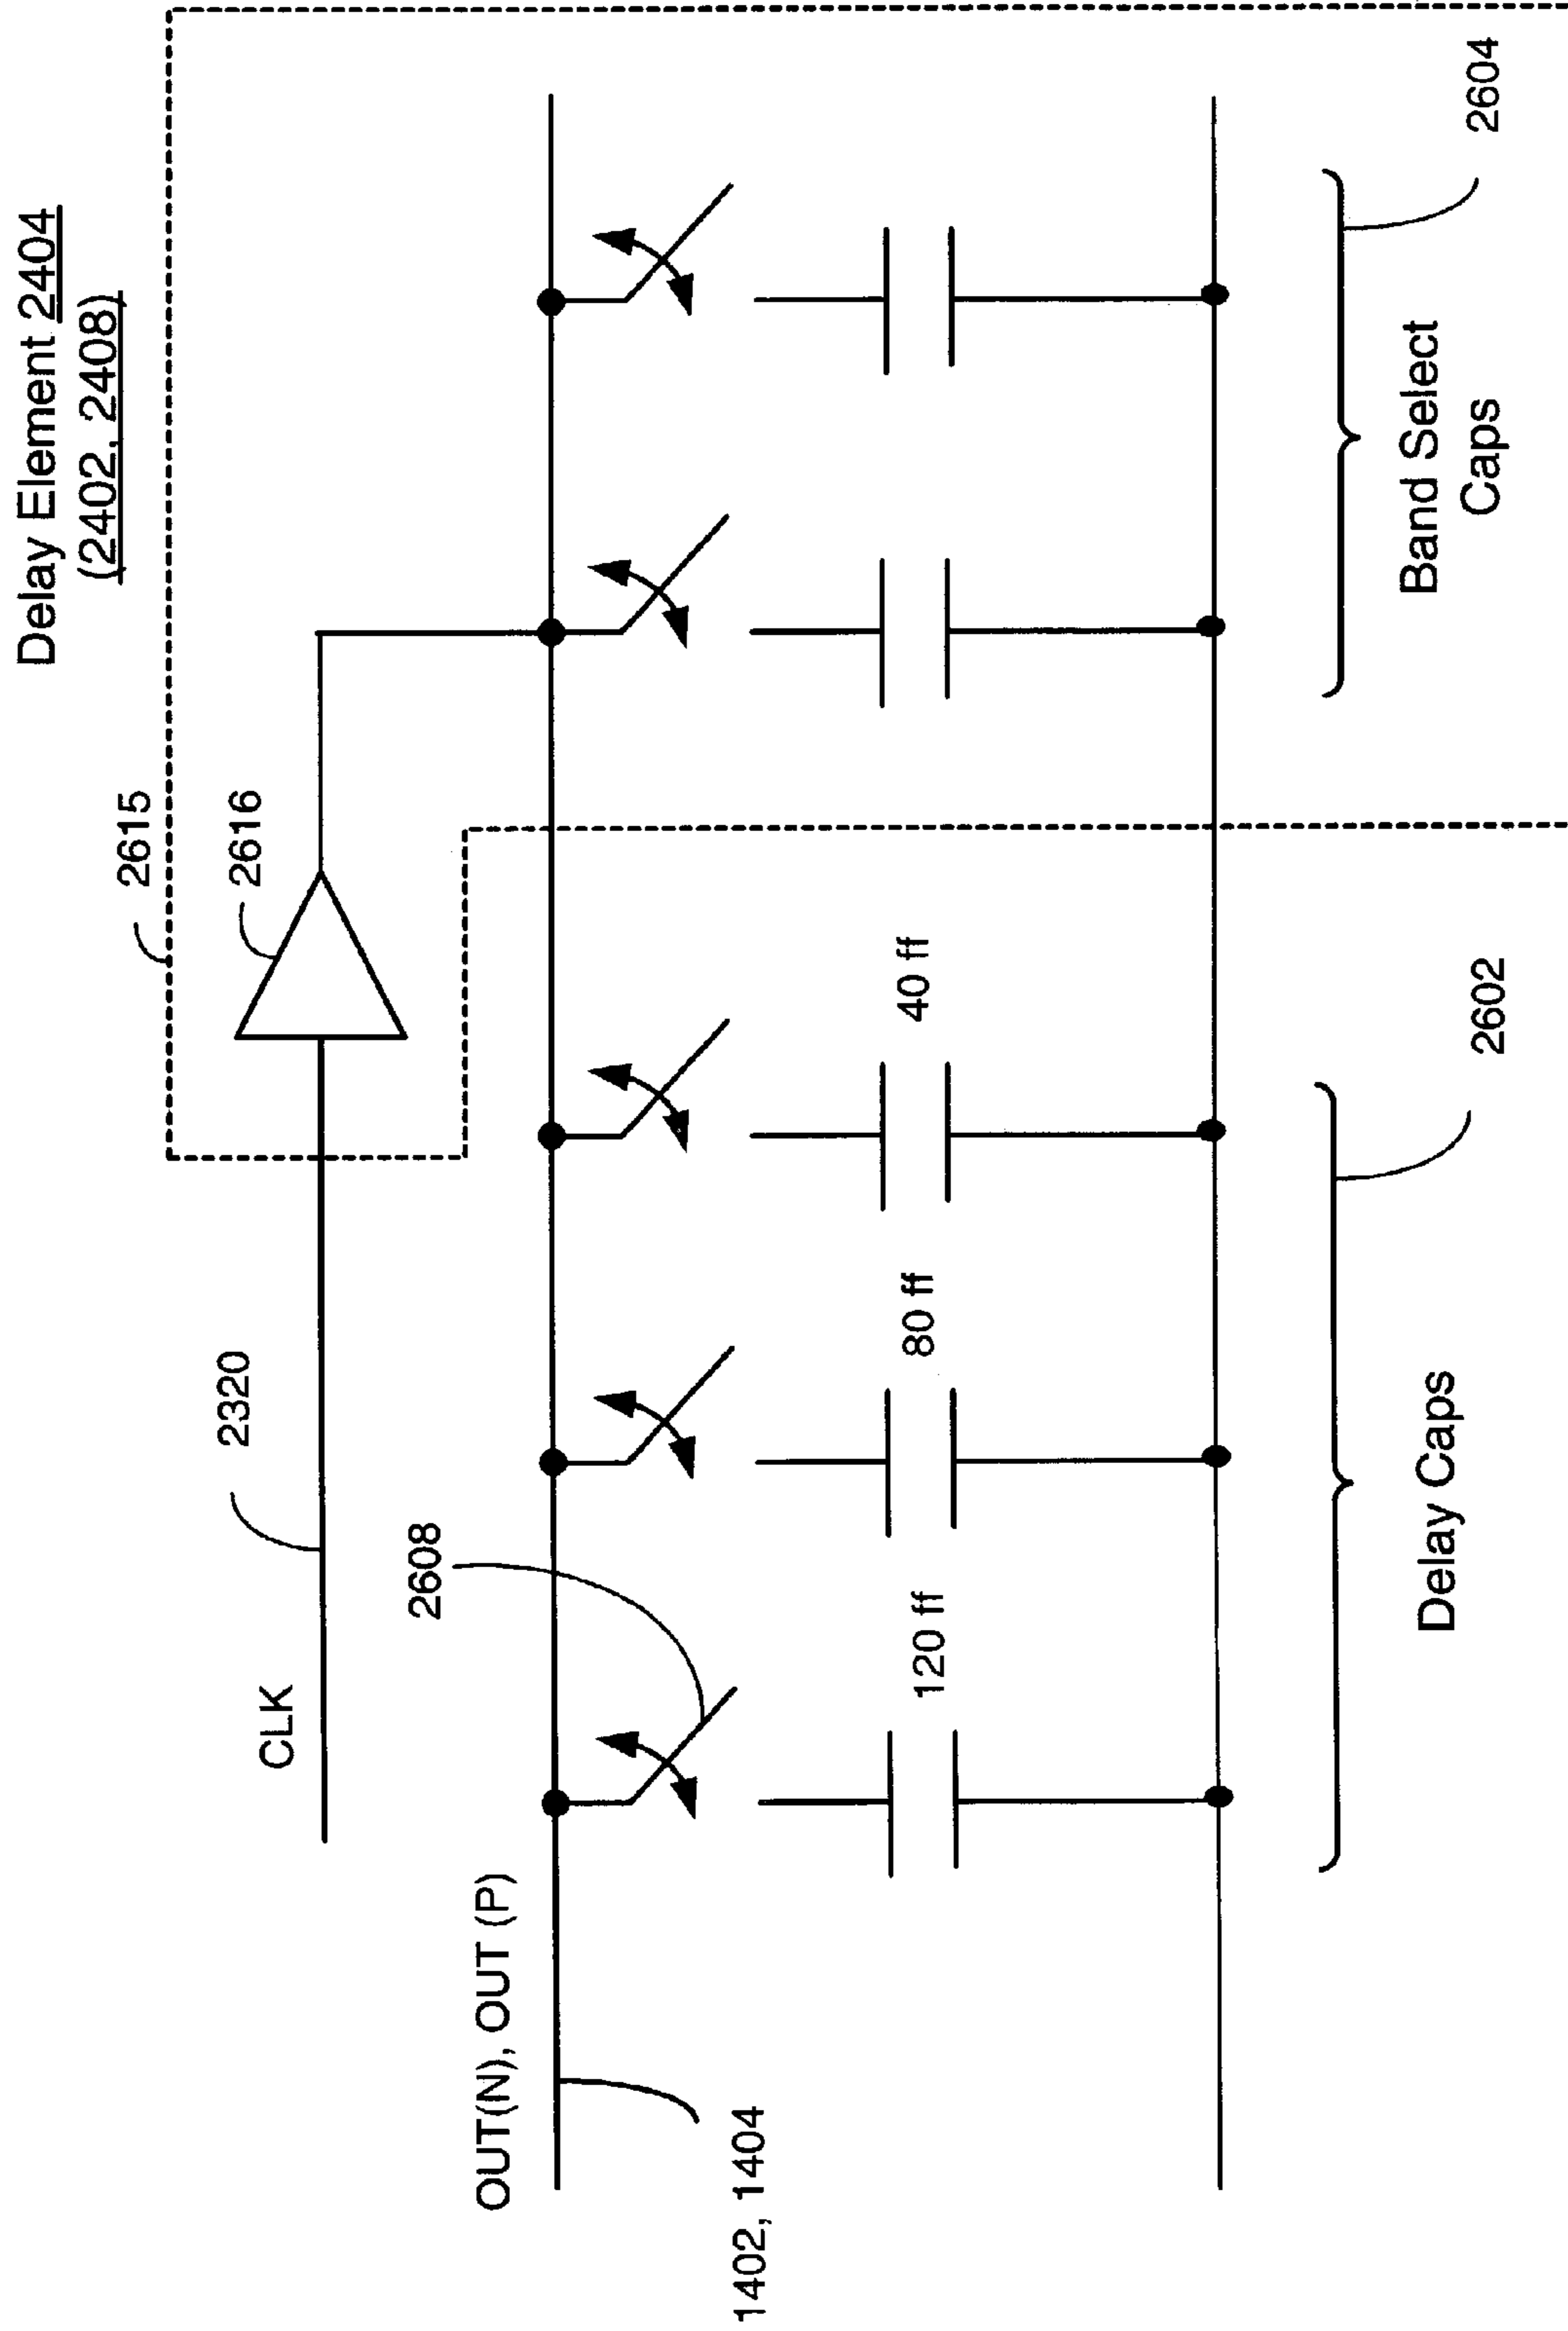 Delay Element 2404
(2402, 2408)
2615
2616
2320
CLK
2608
OUT(N), OUT (P)
1402, 1404
120 ff
80 ff
40 ff
Delay Caps
2602
Band Select
Caps
2604